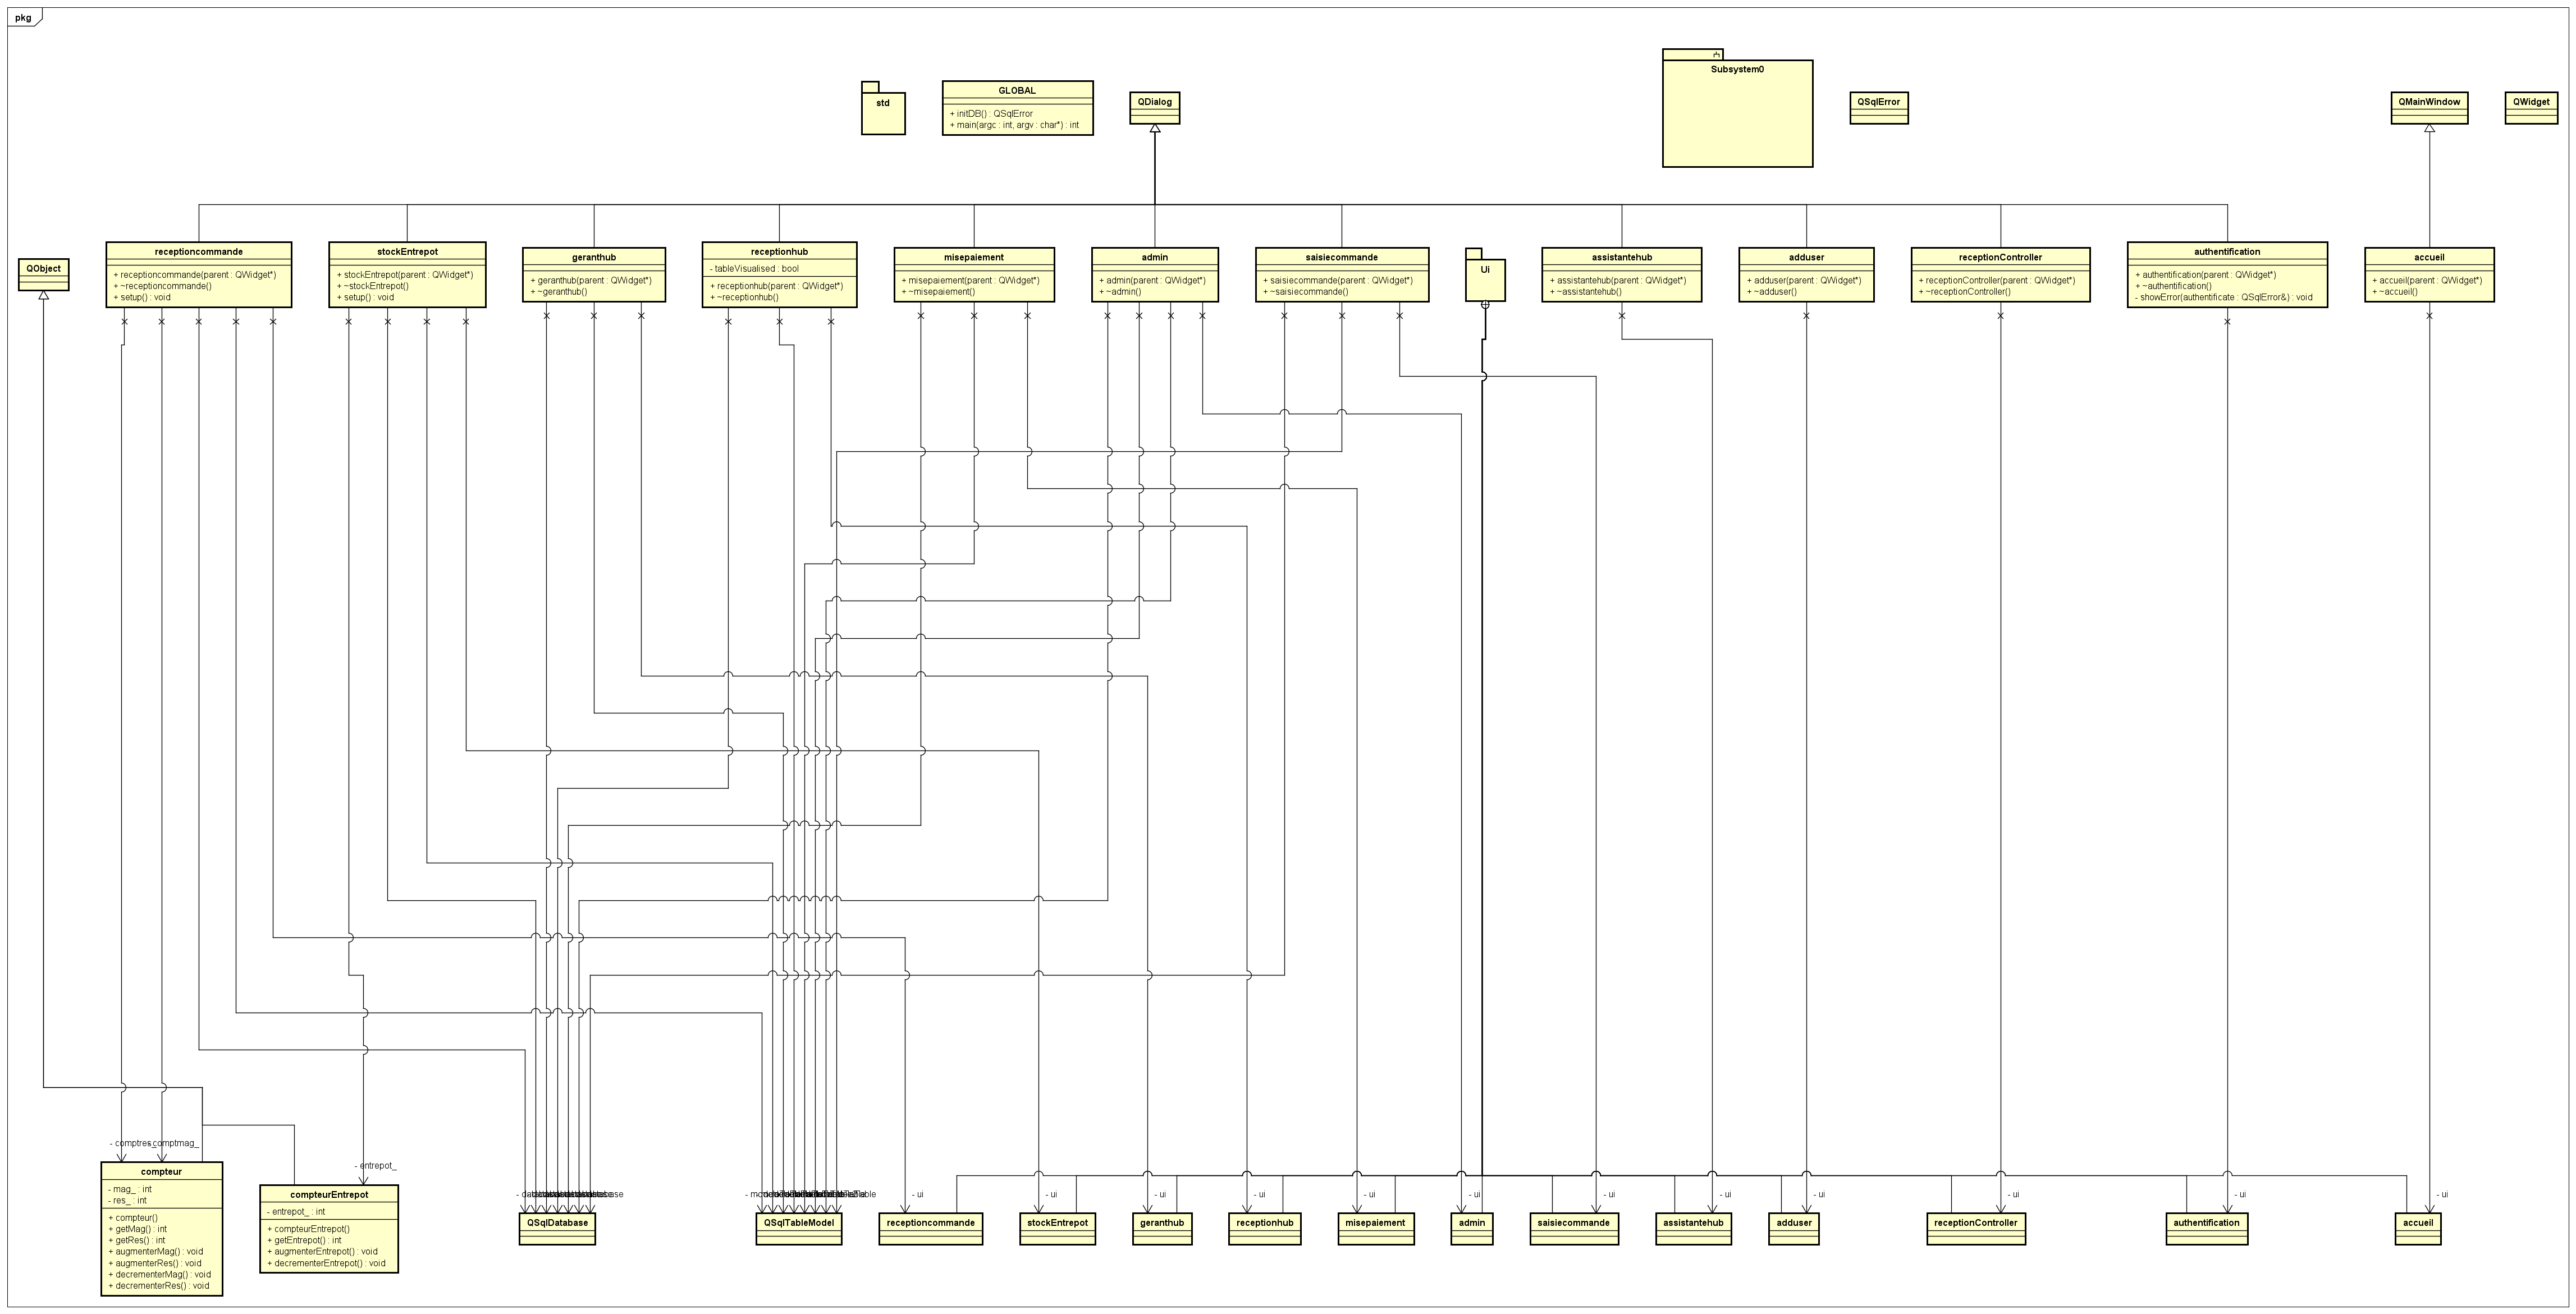 pkg
std
GLOBAL
+ initDB() : QSqlError
+ main(argc : int, argv : char*) : int
QDialog
Subsystem0
QSqlError
QMainWindow
QWidget
QObject
receptioncommande
+ receptioncommande(parent : QWidget*)
+ ~receptioncommande()
+ setup() : void
stockEntrepot
+ stockEntrepot(parent : QWidget*)
+ ~stockEntrepot()
+ setup() : void
geranthub
+ geranthub(parent : QWidget*)
+ ~geranthub()
receptionhub
- tableVisualised : bool
+ receptionhub(parent : QWidget*)
+ ~receptionhub()
misepaiement
+ misepaiement(parent : QWidget*)
+ ~misepaiement()
admin
+ admin(parent : QWidget*)
+ ~admin()
saisiecommande
+ saisiecommande(parent : QWidget*)
+ ~saisiecommande()
Ui
assistantehub
+ assistantehub(parent : QWidget*)
+ ~assistantehub()
adduser
+ adduser(parent : QWidget*)
+ ~adduser()
receptionController
+ receptionController(parent : QWidget*)
+ ~receptionController()
authentification
+ authentification(parent : QWidget*)
+ ~authentification()
- showError(authentificate : QSqlError&) : void
accueil
+ accueil(parent : QWidget*)
+ ~accueil()
- comptres_
comptmag_
- entrepot_
compteur
- mag_ : int
- res_ : int
+ compteur()
+ getMag() : int
+ getRes() : int
+ augmenterMag() : void
+ augmenterRes() : void
+ decrementerMag() : void
+ decrementerRes() : void
compteurEntrepot
- entrepot_ : int
+ compteurEntrepot()
+ getEntrepot() : int
+ augmenterEntrepot() : void
+ decrementerEntrepot() : void
QSqlDatabase
QSqlTableModel
- ui
receptioncommande
- ui
stockEntrepot
- ui
geranthub
- ui
receptionhub
- ui
misepaiement
- ui
admin
- ui
saisiecommande
- ui
assistantehub
- ui
adduser
- ui
receptionController
- ui
authentification
- ui
accueil